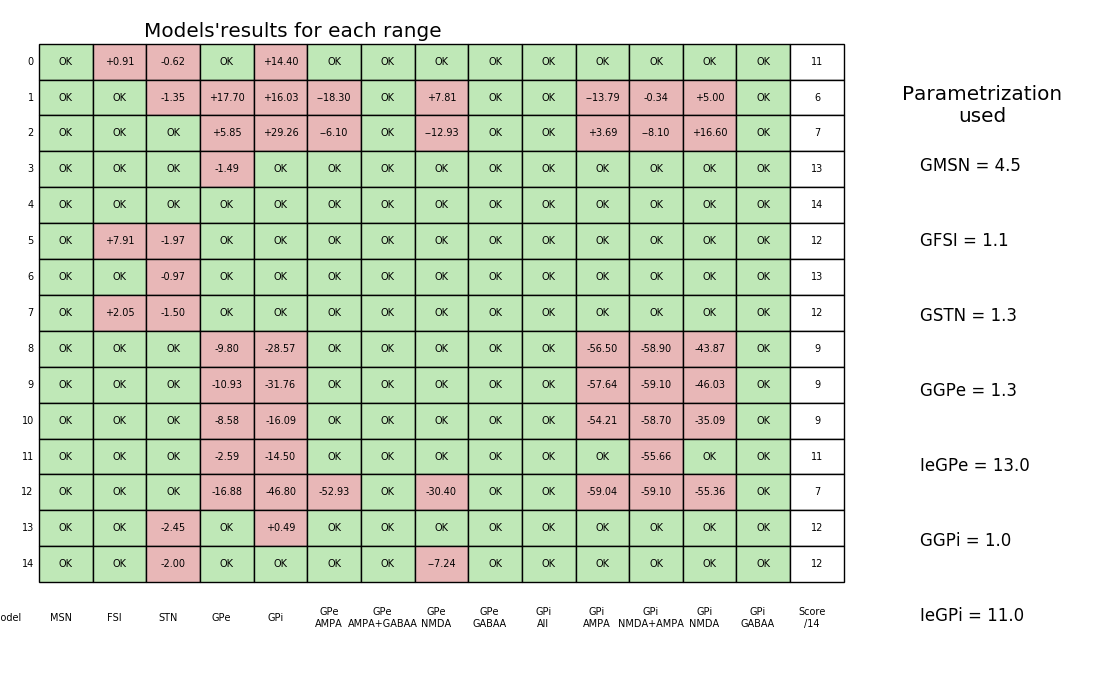 Models'results for each range
0 OK +0.91 -0.62 OK +14.40 OK OK OK OK OK OK OK OK OK 11
1 OK OK -1.35 +17.70 +16.03 --18.30 OK +7.81 OK OK --13.79 -0.34 +5.00 OK 6
2 OK OK OK +5.85 +29.26 --6.10 OK --12.93 OK OK +3.69 --8.10 +16.60 OK 7
3 OK OK OK -1.49 OK OK OK OK OK OK OK OK OK OK 13
4 OK OK OK OK OK OK OK OK OK OK OK OK OK OK 14
5 OK +7.91 -1.97 OK OK OK OK OK OK OK OK OK OK OK 12
6 OK OK -0.97 OK OK OK OK OK OK OK OK OK OK OK 13
7 OK +2.05 -1.50 OK OK OK OK OK OK OK OK OK OK OK 12
8 OK OK OK -9.80 -28.57 OK OK OK OK OK -56.50 -58.90 -43.87 OK 9
9 OK OK OK -10.93 -31.76 OK OK OK OK OK -57.64 -59.10 -46.03 OK 9
10 OK OK OK -8.58 -16.09 OK OK OK OK OK -54.21 -58.70 -35.09 OK 9
11 OK OK OK -2.59 -14.50 OK OK OK OK OK OK -55.66 OK OK 11
12 OK OK OK -16.88 -46.80 -52.93 OK -30.40 OK OK -59.04 -59.10 -55.36 OK 7
13 OK OK -2.45 OK +0.49 OK OK OK OK OK OK OK OK OK 12
14 OK OK -2.00 OK OK OK OK --7.24 OK OK OK OK OK OK 12
odel MSN FSI STN GPe GPi GPe AMPA GPe AMPA+GABAA GPe NMDA GPe GABAA GPi All GPi AMPA GPi NMDA+AMPA GPi NMDA GPi GABAA Score /14
Parametrization
used
GMSN = 4.5
GFSI = 1.1
GSTN = 1.3
GGPe = 1.3
IeGPe = 13.0
GGPi = 1.0
IeGPi = 11.0